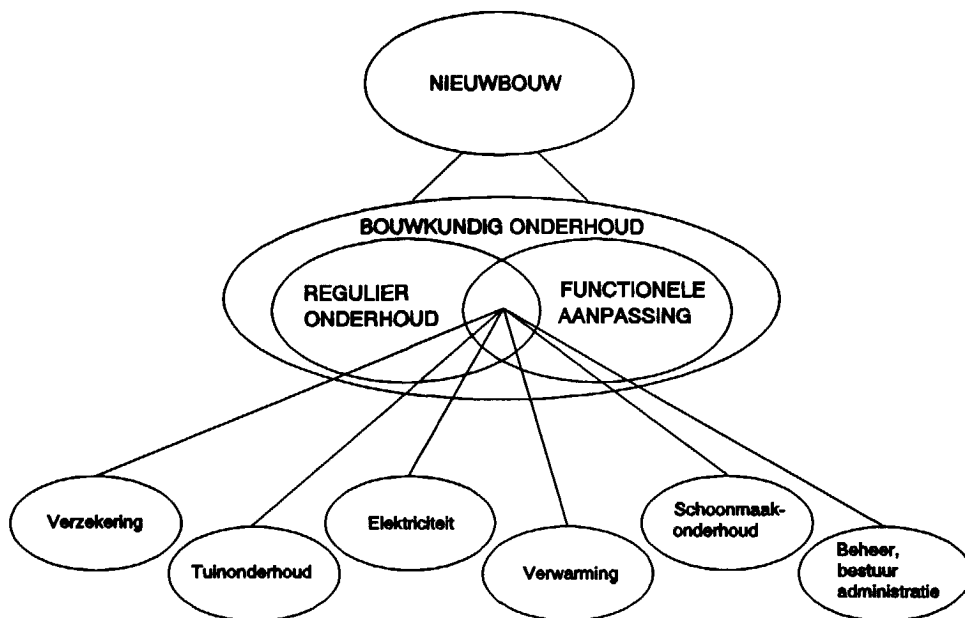 NIEUWBOUW
BOUWKUNDIG ONDERHOUD
REGULIER
ONDERHOUD
FUNCTIONELE
AANPASSING
Verzekering
Tuinonderhoud
Elektriciteit
Verwarming
Schoonmaak-
onderhoud
Beheer,
bestuur
administratie